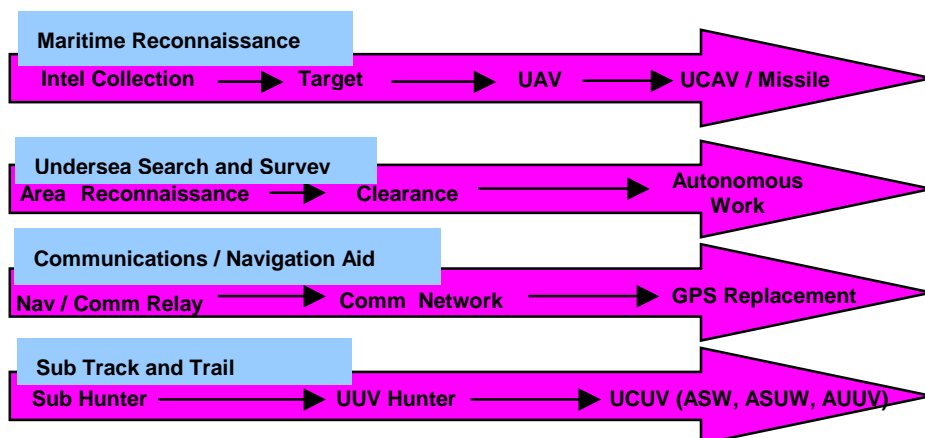 Maritime Reconnaissance
Intel Collection Target UAV UCAV / Missile
Undersea Search and Survey
Area Reconnaissance Clearance Autonomous
Work
Communications / Navigation Aid
Nav / Comm Relay Comm Network GPS Replacement
Sub Track and Trail
Sub Hunter UUV Hunter UCUV (ASW, ASUW, AUUV)